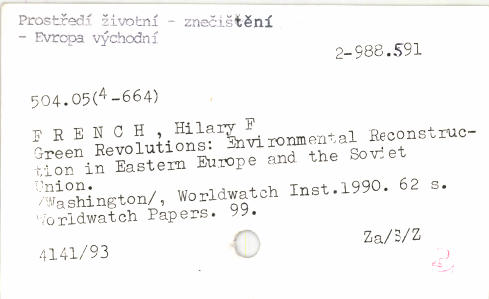 Prostředí životní - znečištění
- Evropa východní
2-988.591
504.05(4-664)
F R E N C H , Hilary F
Green Revolutions: Environmental Reconstruc-
tion in Eastern Europe and the Soviet
Union.
/Washington/, Worldwatch Inst.1990. 62 s.
Worldwatch Papers. 99.
4141/93
Za/S/Z